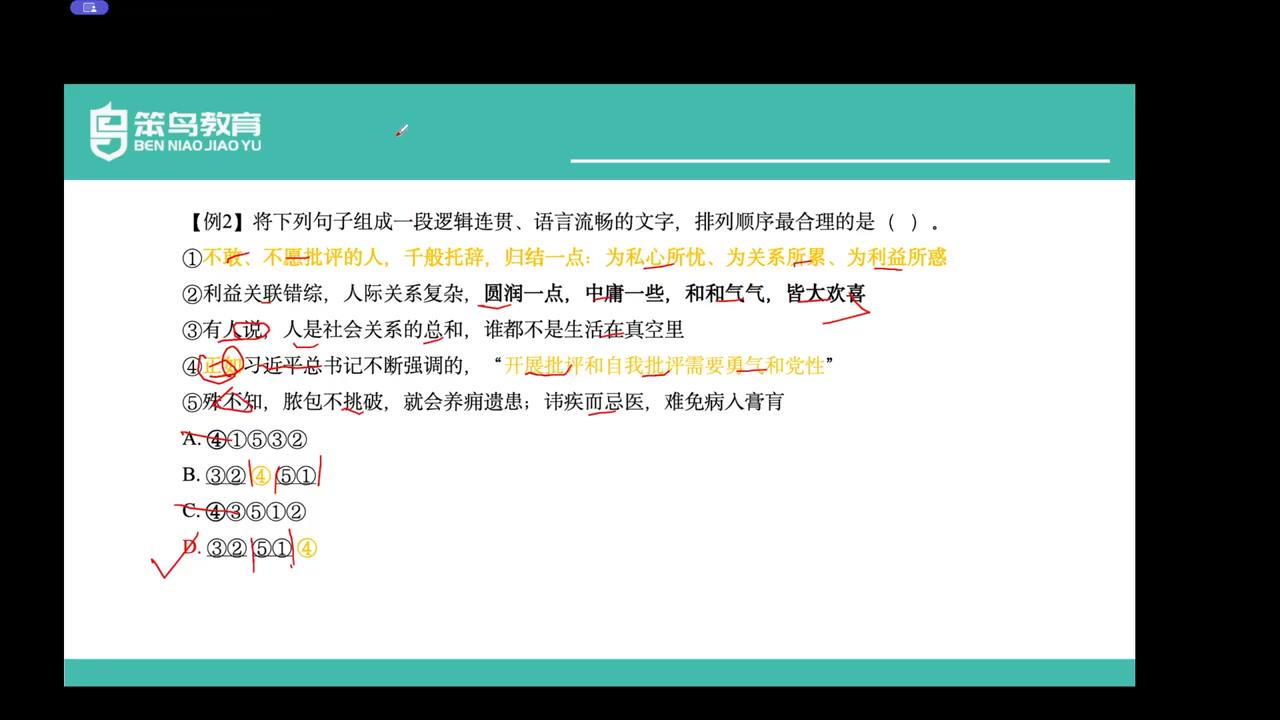 笨鸟教育
BEN NIAO JIAO YU
【例2】将下列句子组成一段逻辑连贯、语言流畅的文字，排列顺序最合理的是（ ）。
①不敢、不愿批评的人，千般托辞，归结一点：为私心所忧、为关系所累、为利益所惑
②利益关联错综，人际关系复杂，圆润一点，中庸一些，和和气气，皆大欢喜
③有人说，人是社会关系的总和，谁都不是生活在真空里
④正如习近平总书记不断强调的，“开展批评和自我批评需要勇气和党性”
⑤殊不知，脓包不挑破，就会养痈遗患；讳疾而忌医，难免病入膏肓
A. ④①⑤③②
B. ③②④⑤①
C. ④③⑤①②
D. ③②⑤①④